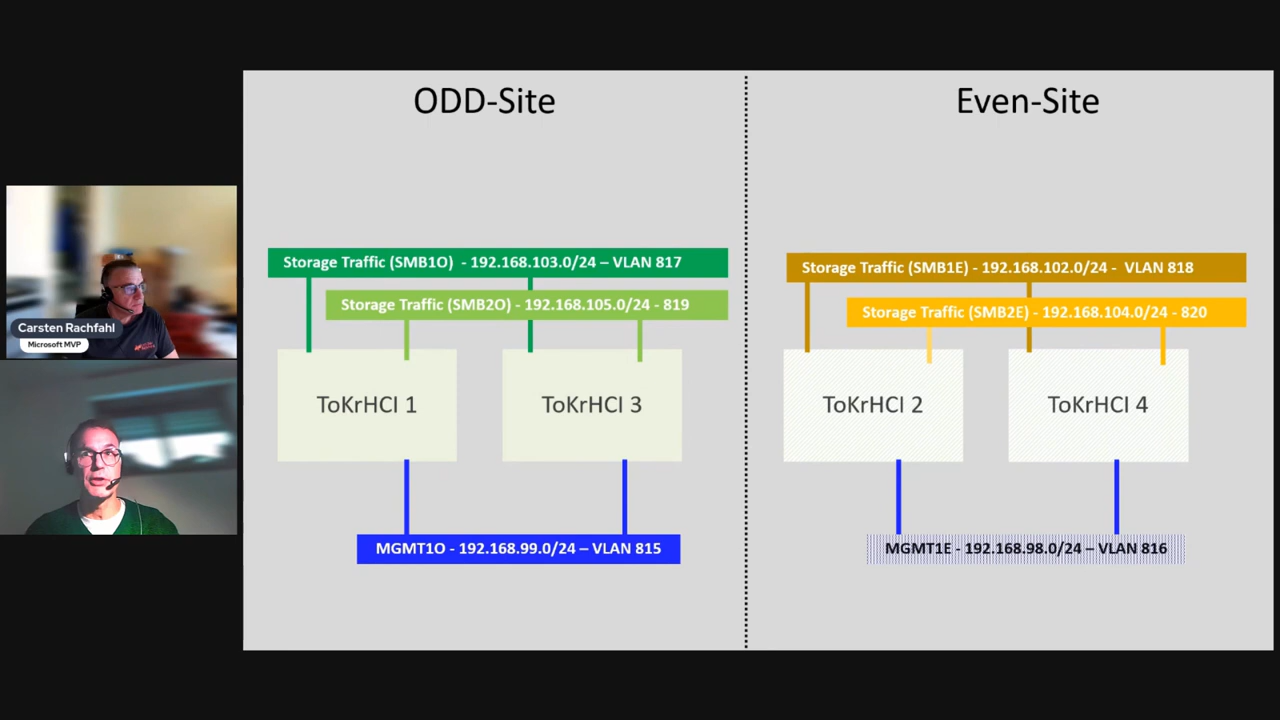 ODD-Site
Even-Site
Storage Traffic (SMB1O) - 192.168.103.0/24 – VLAN 817
Storage Traffic (SMB2O) - 192.168.105.0/24 - 819
ToKrHCI 1
ToKrHCI 3
MGMT1O - 192.168.99.0/24 – VLAN 815
Storage Traffic (SMB1E) - 192.168.102.0/24 - VLAN 818
Storage Traffic (SMB2E) - 192.168.104.0/24 - 820
ToKrHCI 2
ToKrHCI 4
MGMT1E - 192.168.98.0/24 – VLAN 816
Carsten Rachfahl
Microsoft MVP